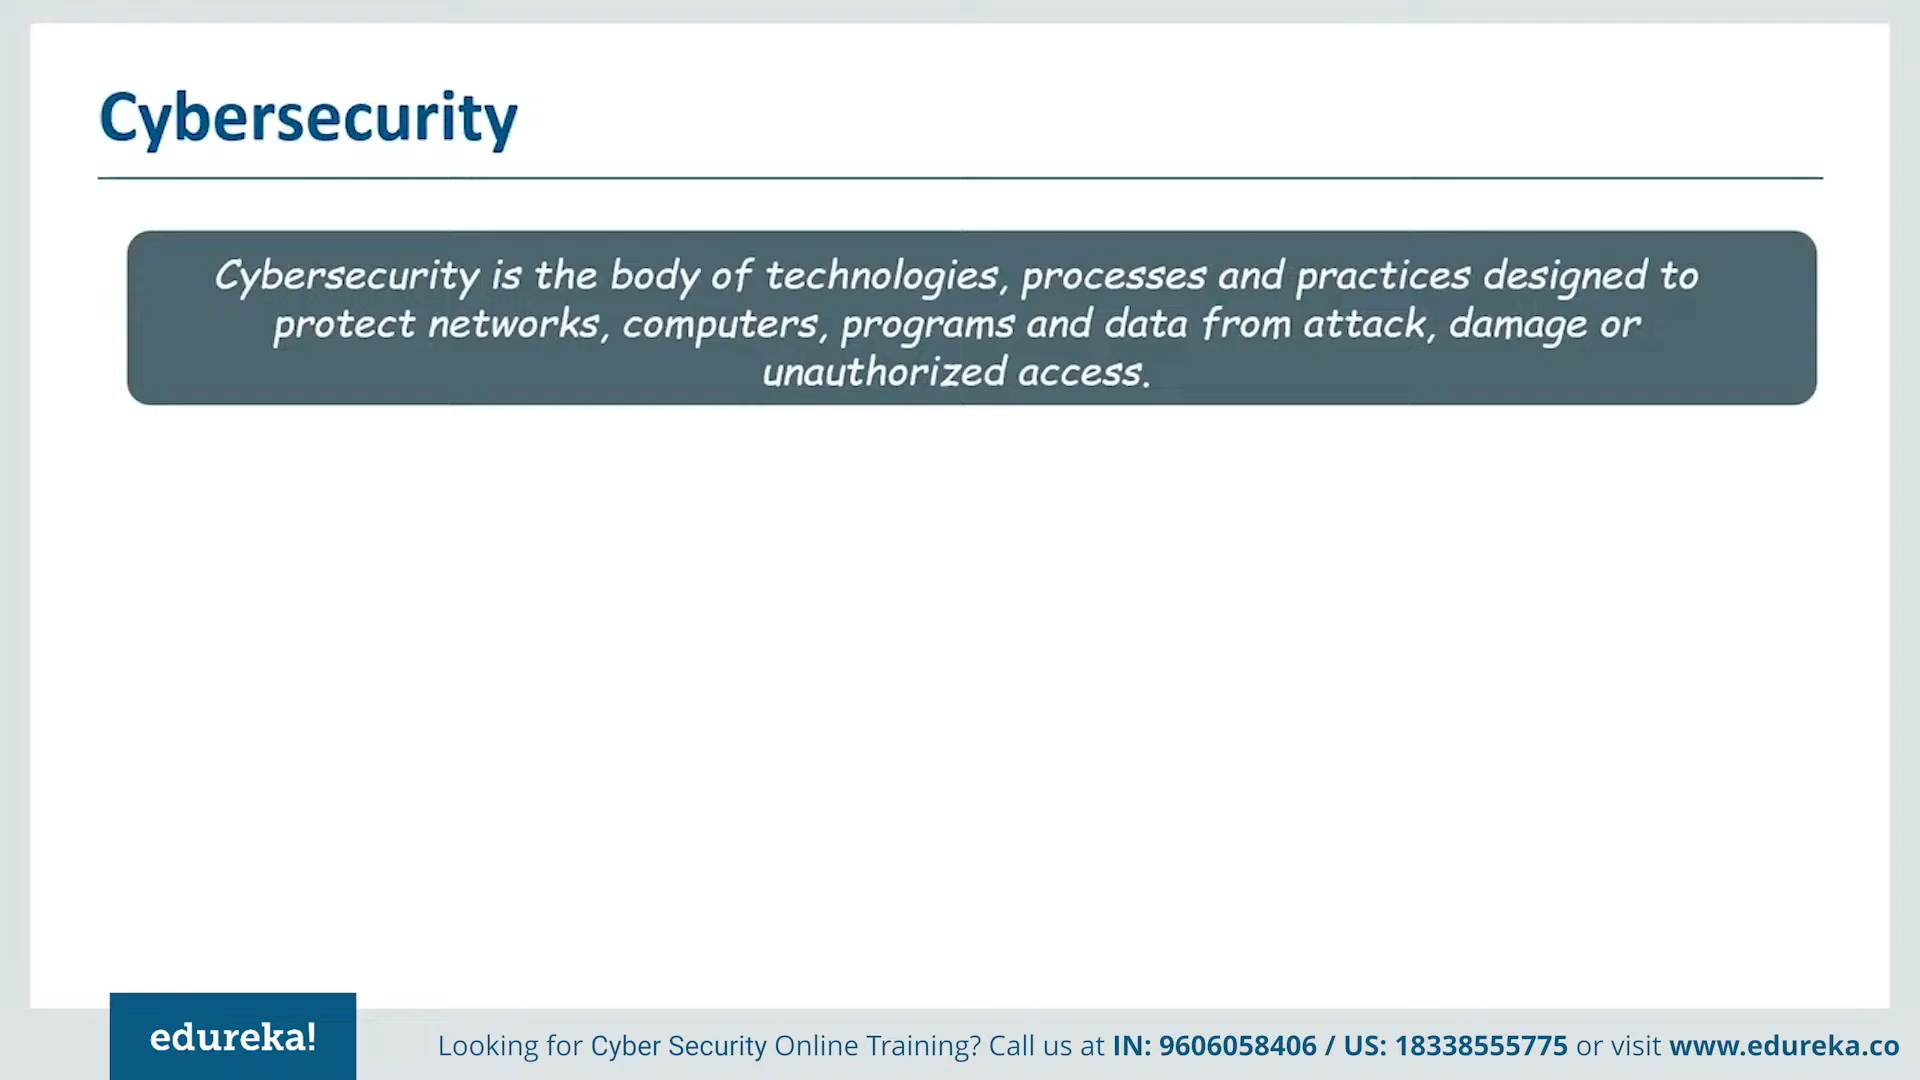 Cybersecurity
Cybersecurity is the body of technologies, processes and practices designed to
protect networks, computers, programs and data from attack, damage or
unauthorized access.
edureka!
Looking for Cyber Security Online Training? Call us at IN: 9606058406 / US: 18338555775 or visit www.edureka.co